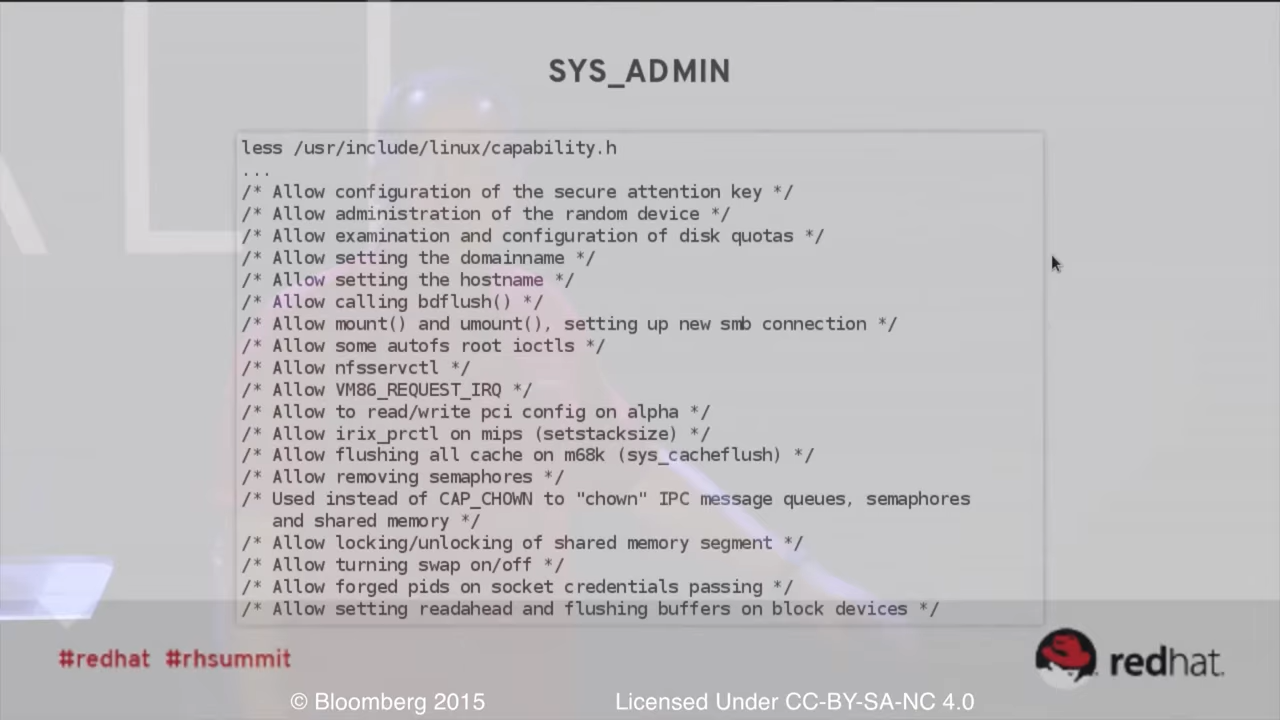 SYS_ADMIN
less /usr/include/linux/capability.h
...
/* Allow configuration of the secure attention key */
/* Allow administration of the random device */
/* Allow examination and configuration of disk quotas */
/* Allow setting the domainname */
/* Allow setting the hostname */
/* Allow calling bdflush() */
/* Allow mount() and umount(), setting up new smb connection */
/* Allow some autofs root ioctls */
/* Allow nfsservctl */
/* Allow VM86_REQUEST_IRQ */
/* Allow to read/write pci config on alpha */
/* Allow irix_prctl on mips (setstacksize) */
/* Allow flushing all cache on m68k (sys_cacheflush) */
/* Allow removing semaphores */
/* Used instead of CAP_CHOWN to "chown" IPC message queues, semaphores
and shared memory */
/* Allow locking/unlocking of shared memory segment */
/* Allow turning swap on/off */
/* Allow forged pids on socket credentials passing */
/* Allow setting readahead and flushing buffers on block devices */
#redhat #rhsummit
redhat.
© Bloomberg 2015
Licensed Under CC-BY-SA-NC 4.0